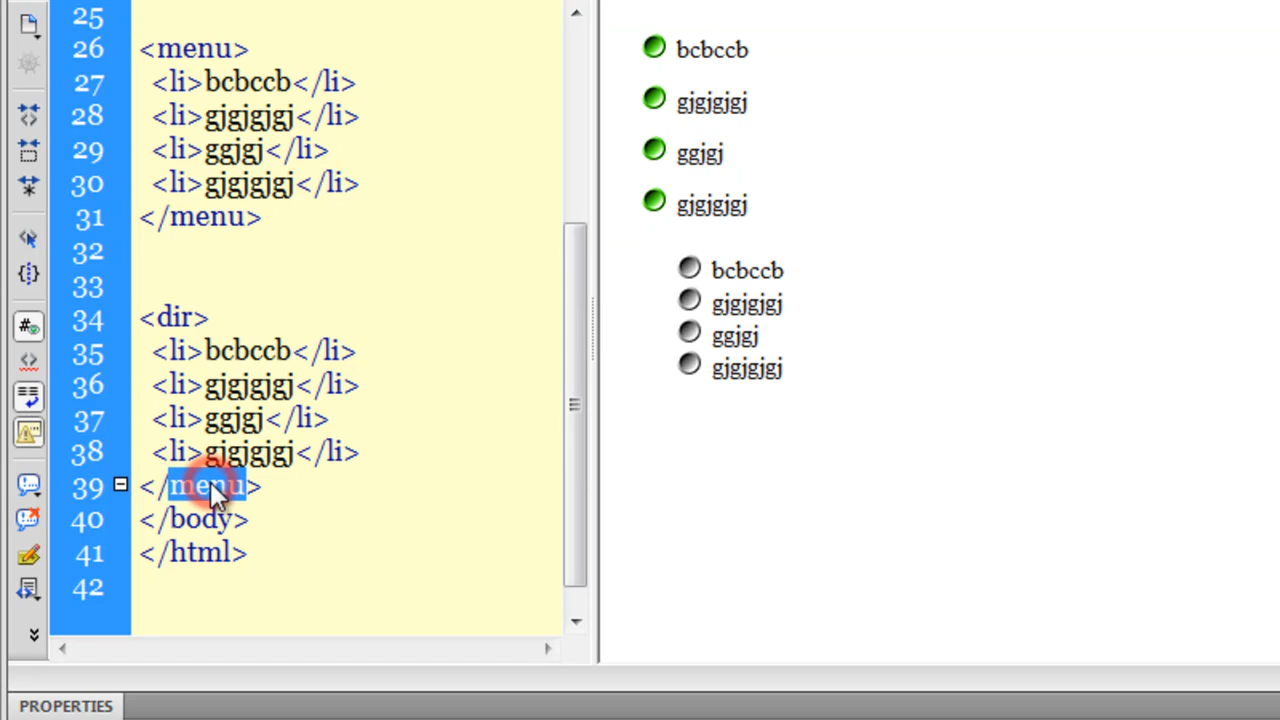 25
26 <menu>
27 <li>bcbccb</li>
28 <li>gjgjgjgj</li>
29 <li>ggjgj</li>
30 <li>gjgjgjgj</li>
31 </menu>
32
33
34 <dir>
35 <li>bcbccb</li>
36 <li>gjgjgjgj</li>
37 <li>ggjgj</li>
38 <li>gjgjgjgj</li>
39 </menu>
40 </body>
41 </html>
42
bcbccb
gjgjgjgj
ggjgj
gjgjgjgj
bcbccb
gjgjgjgj
ggjgj
gjgjgjgj
PROPERTIES